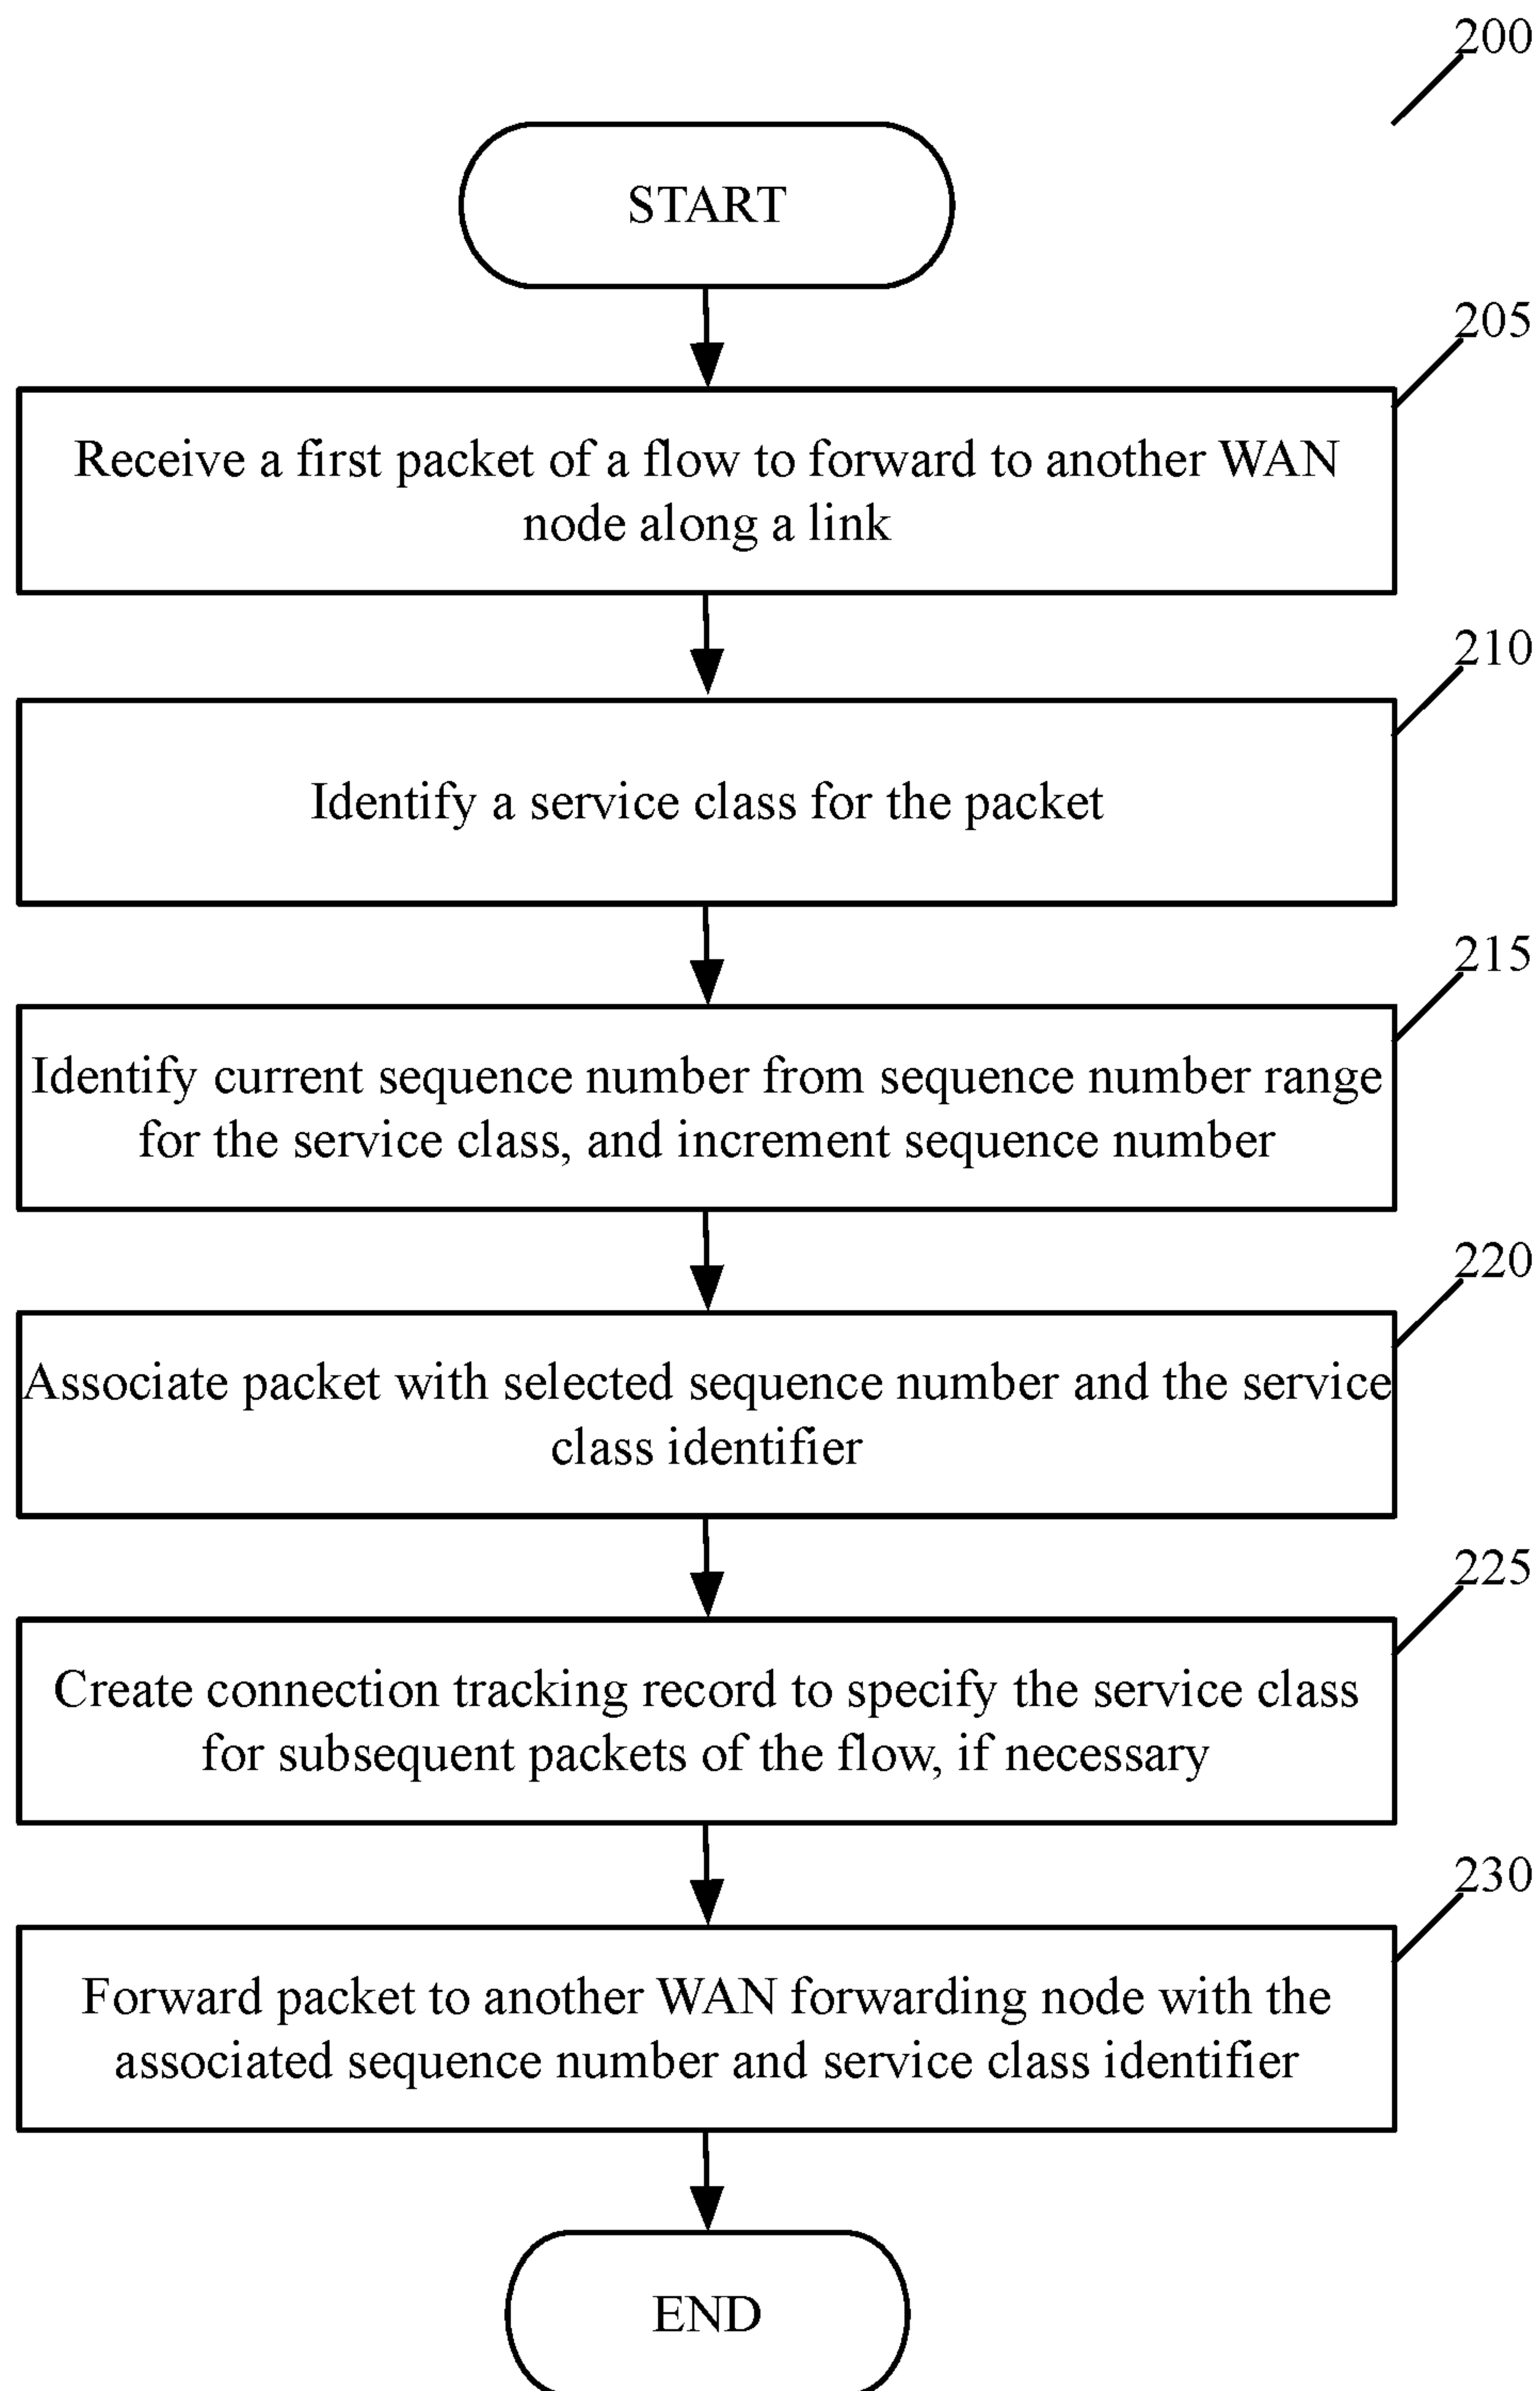 200
START
205
Receive a first packet of a flow to forward to another WAN
node along a link
210
Identify a service class for the packet
215
Identify current sequence number from sequence number range
for the service class, and increment sequence number
220
Associate packet with selected sequence number and the service
class identifier
225
Create connection tracking record to specify the service class
for subsequent packets of the flow, if necessary
230
Forward packet to another WAN forwarding node with the
associated sequence number and service class identifier
END